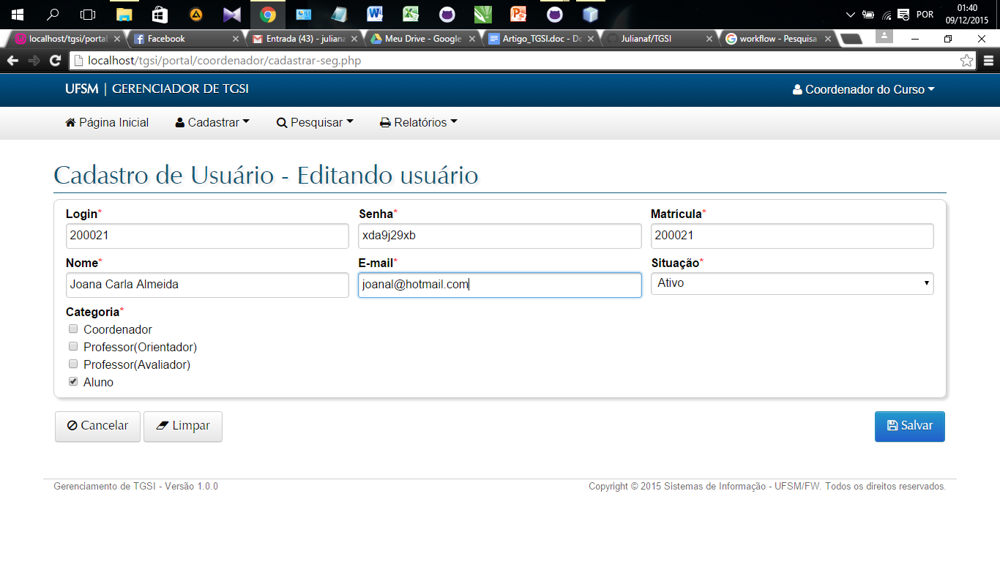 01:40
POR
09/12/2015
localhost/tgsi/portal
Facebook
Entrada (43) - juliana
Meu Drive - Google
Artigo_TGSI.doc - Do
Julianaf/TGSI
workflow - Pesquisa
localhost/tgsi/portal/coordenador/cadastrar-seg.php
UFSM | GERENCIADOR DE TGSI
Coordenador do Curso
Página Inicial
Cadastrar
Pesquisar
Relatórios
Cadastro de Usuário - Editando usuário
Login* Senha* Matrícula*
200021 xda9j29xb 200021
Nome* E-mail* Situação*
Joana Carla Almeida joanal@hotmail.com Ativo
Categoria*
Coordenador
Professor(Orientador)
Professor(Avaliador)
Aluno
Cancelar Limpar Salvar
Gerenciamento de TGSI - Versão 1.0.0
Copyright © 2015 Sistemas de Informação - UFSM/FW. Todos os direitos reservados.